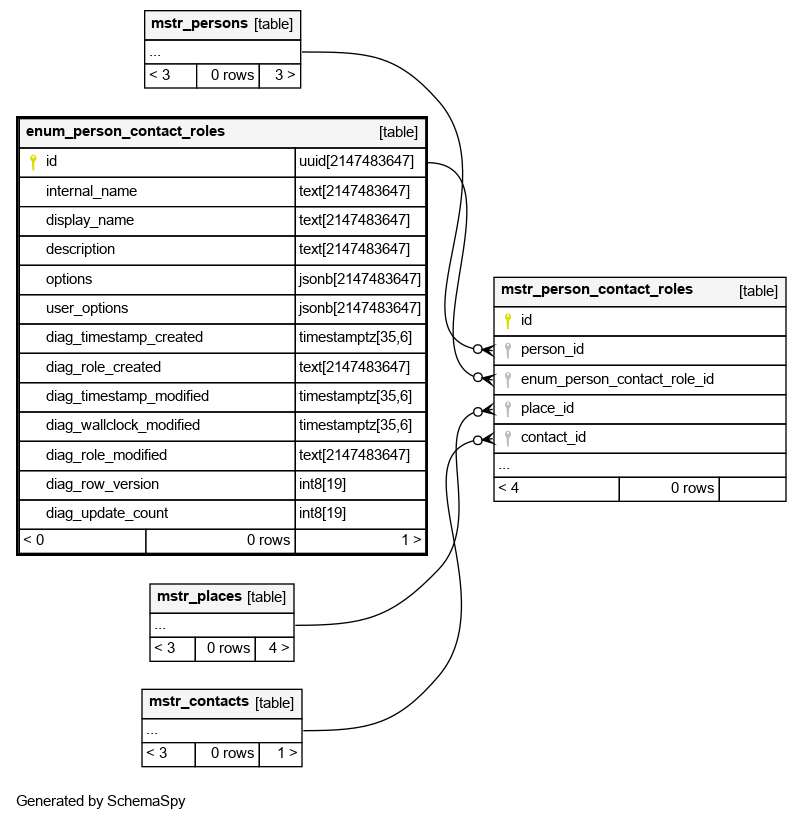 mstr_persons [table]
...
< 3 0 rows 3 >
enum_person_contact_roles [table]
id uuid[2147483647]
internal_name text[2147483647]
display_name text[2147483647]
description text[2147483647]
options jsonb[2147483647]
user_options jsonb[2147483647]
diag_timestamp_created timestamptz[35,6]
diag_role_created text[2147483647]
diag_timestamp_modified timestamptz[35,6]
diag_wallclock_modified timestamptz[35,6]
diag_role_modified text[2147483647]
diag_row_version int8[19]
diag_update_count int8[19]
< 0 0 rows 1 >
mstr_person_contact_roles [table]
id
person_id
enum_person_contact_role_id
place_id
contact_id
...
< 4 0 rows
mstr_places [table]
...
< 3 0 rows 4 >
mstr_contacts [table]
...
< 3 0 rows 1 >
Generated by SchemaSpy